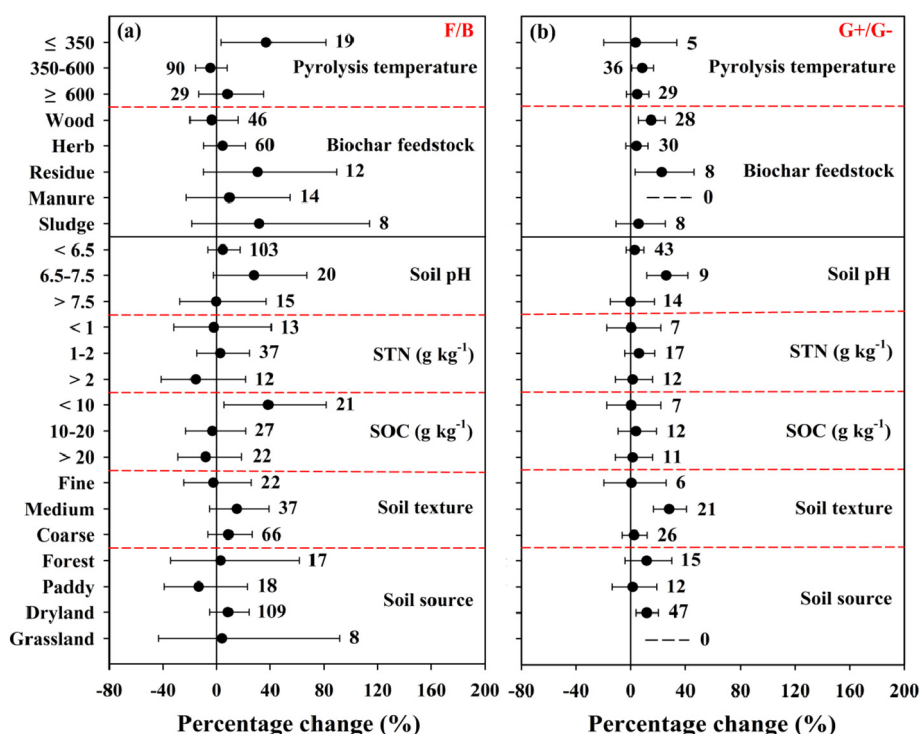 (a) F/B
≤ 350 19
350-600 90 Pyrolysis temperature
≥ 600 29
Wood 46
Herb 60 Biochar feedstock
Residue 12
Manure 14
Sludge 8
< 6.5 103
6.5-7.5 20 Soil pH
> 7.5 15
< 1 13
1-2 37 STN (g kg⁻¹)
> 2 12
< 10 21
10-20 27 SOC (g kg⁻¹)
> 20 22
Fine 22
Medium 37 Soil texture
Coarse 66
Forest 17
Paddy 18 Soil source
Dryland 109
Grassland 8
-80 -40 0 40 80 120 160 200
Percentage change (%)
(b) G+/G-
5
36 Pyrolysis temperature
29
28
30
8 Biochar feedstock
0
8
43
9 Soil pH
14
7
17 STN (g kg⁻¹)
12
7
12 SOC (g kg⁻¹)
11
6
21 Soil texture
26
15
12 Soil source
47
0
-80 -40 0 40 80 120 160 200
Percentage change (%)